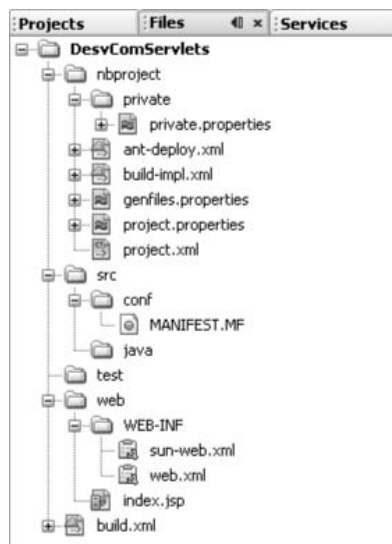 Projects
Files
Services
DesvComServlets
nbproject
private
private.properties
ant-deploy.xml
build-impl.xml
genfiles.properties
project.properties
project.xml
src
conf
MANIFEST.MF
java
test
web
WEB-INF
sun-web.xml
web.xml
index.jsp
build.xml